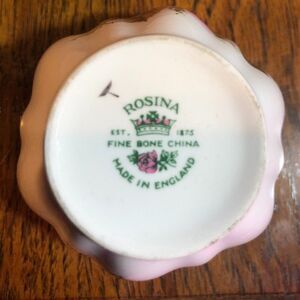 ROSINA
EST. 1875
FINE BONE CHINA
MADE IN ENGLAND